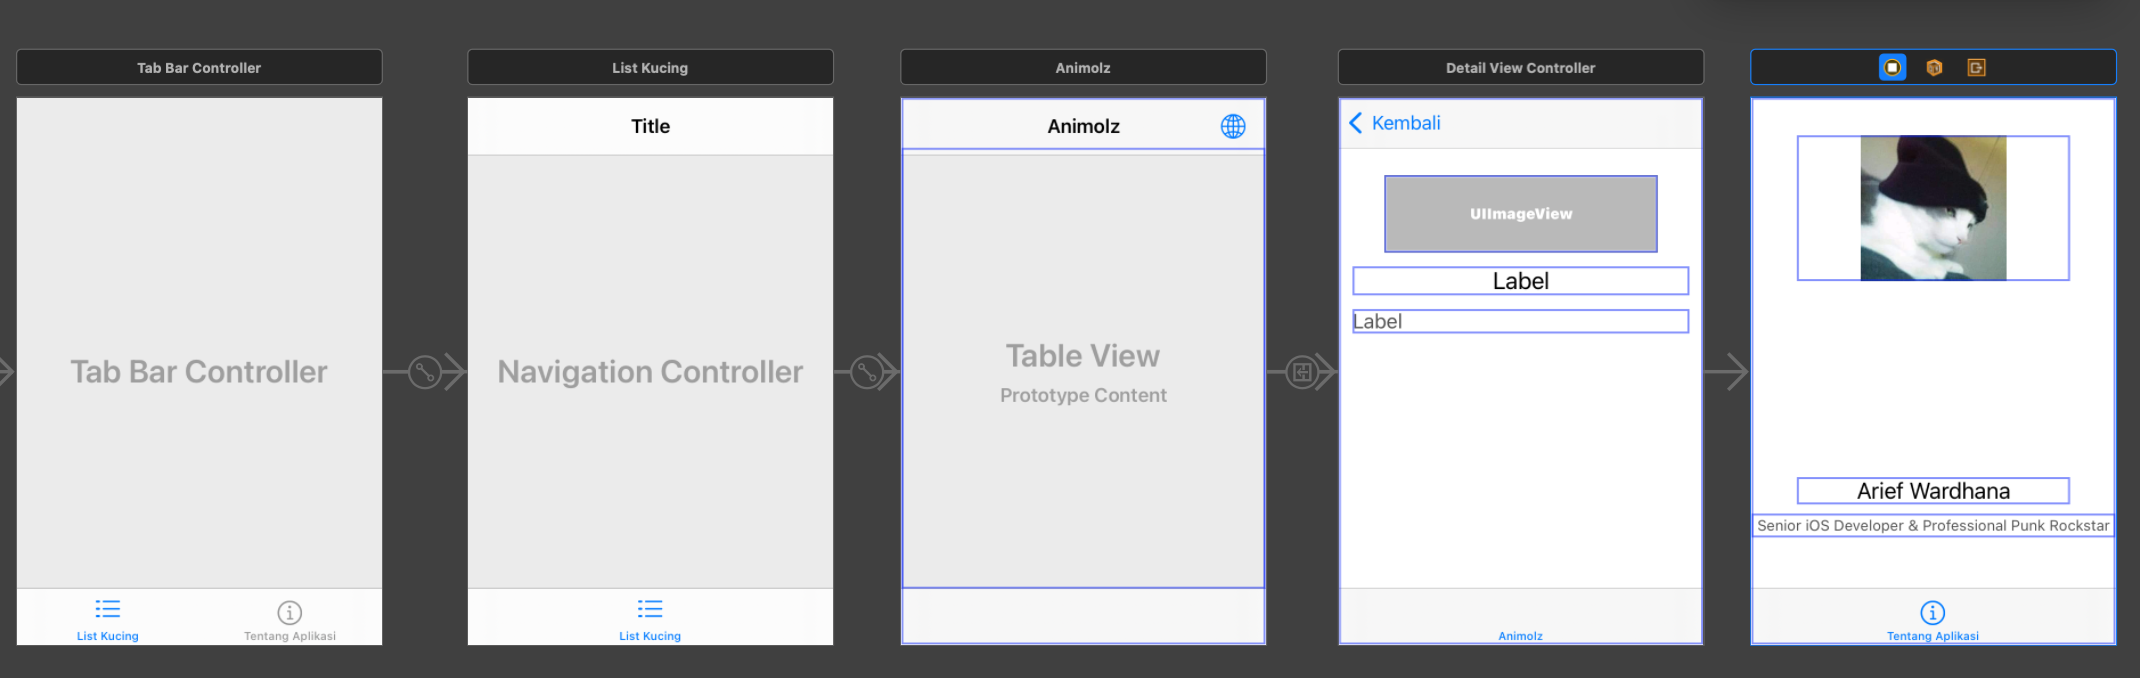 Tab Bar Controller
Tab Bar Controller
List Kucing
Tentang Aplikasi
List Kucing
Title
Navigation Controller
List Kucing
Animolz
Animolz
Table View
Prototype Content
Detail View Controller
Kembali
UIImageView
Label
Label
Animolz
Arief Wardhana
Senior iOS Developer & Professional Punk Rockstar
Tentang Aplikasi